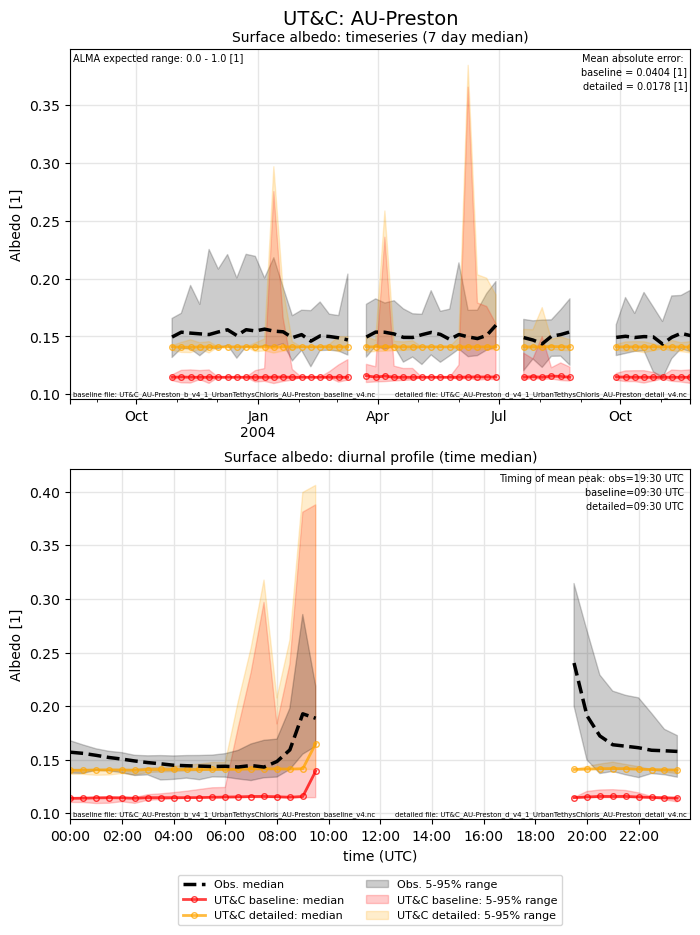 UT&C: AU-Preston
Surface albedo: timeseries (7 day median)
ALMA expected range: 0.0 - 1.0 [1]
Mean absolute error:
baseline = 0.0404 [1]
detailed = 0.0178 [1]
Albedo [1]
0.35
0.30
0.25
0.20
0.15
0.10
baseline file: UT&C_AU-Preston_b_v4_1_UrbanTethysChloris_AU-Preston_baseline_v4.nc
detailed file: UT&C_AU-Preston_d_v4_1_UrbanTethysChloris_AU-Preston_detail_v4.nc
Oct Jan Apr Jul Oct
2004
Surface albedo: diurnal profile (time median)
Timing of mean peak: obs=19:30 UTC
baseline=09:30 UTC
detailed=09:30 UTC
Albedo [1]
0.40
0.35
0.30
0.25
0.20
0.15
0.10
baseline file: UT&C_AU-Preston_b_v4_1_UrbanTethysChloris_AU-Preston_baseline_v4.nc
detailed file: UT&C_AU-Preston_d_v4_1_UrbanTethysChloris_AU-Preston_detail_v4.nc
00:00 02:00 04:00 06:00 08:00 10:00 12:00 14:00 16:00 18:00 20:00 22:00
time (UTC)
Obs. median
UT&C baseline: median
UT&C detailed: median
Obs. 5-95% range
UT&C baseline: 5-95% range
UT&C detailed: 5-95% range